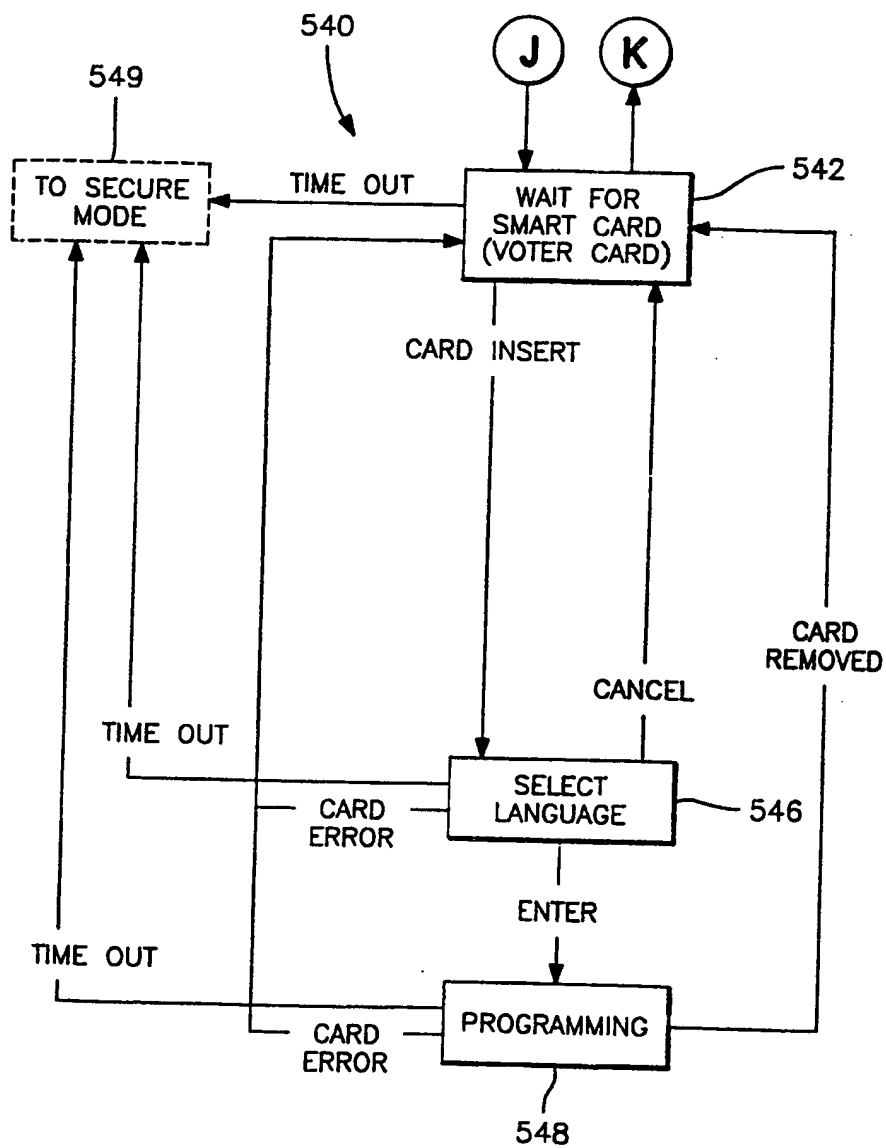 540
J
K
549
542
TO SECURE
MODE
TIME OUT
WAIT FOR
SMART CARD
(VOTER CARD)
CARD INSERT
CARD
REMOVED
CANCEL
TIME OUT
SELECT
LANGUAGE
546
CARD
ERROR
ENTER
TIME OUT
PROGRAMMING
CARD
ERROR
548